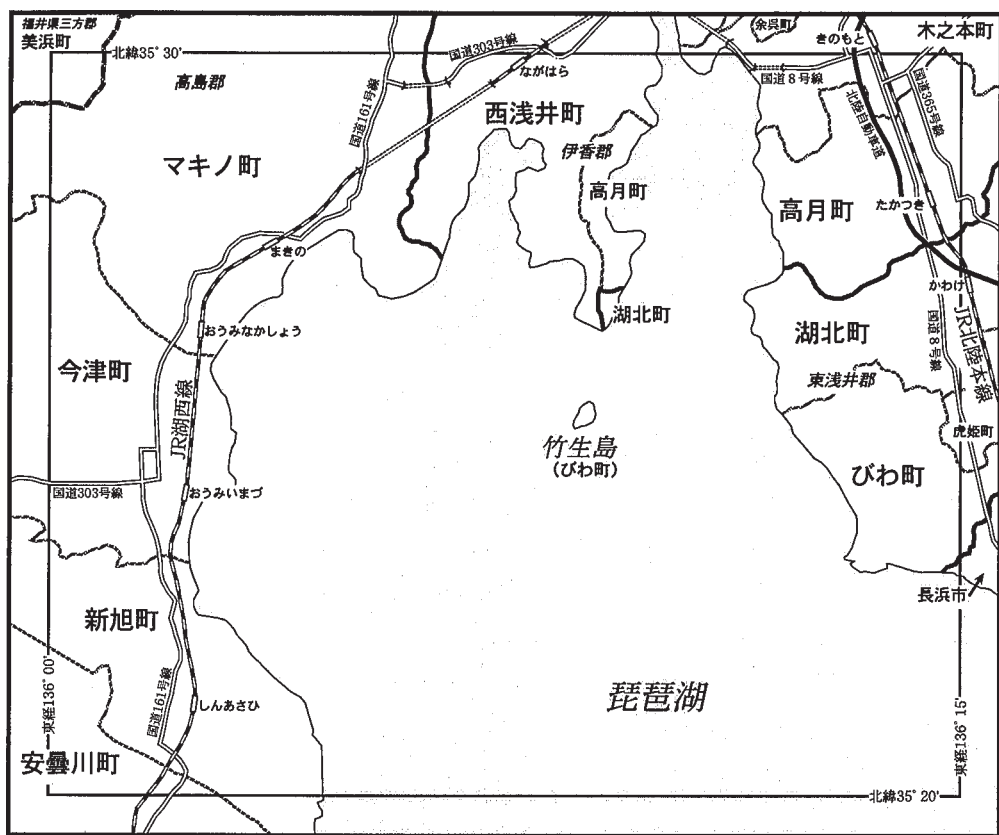 福井県三方郡
美浜町
余呉町
きのもと
木之本町
北緯35°30'
国道303号線
高島郡
ながはら
国道8号線
国道161号線
国道365号線
北陸自動車道
西浅井町
伊香郡
マキノ町
高月町
高月町
たかつき
まきの
かわけ
湖北町
おうみなかしょう
湖北町
国道8号線
JR北陸本線
今津町
東浅井郡
JR湖西線
竹生島
(びわ町)
虎姫町
びわ町
国道303号線
おうみいまづ
長浜市
新旭町
東経136°00'
琵琶湖
しんあさひ
国道161号線
東経136°15'
安曇川町
北緯35°20'